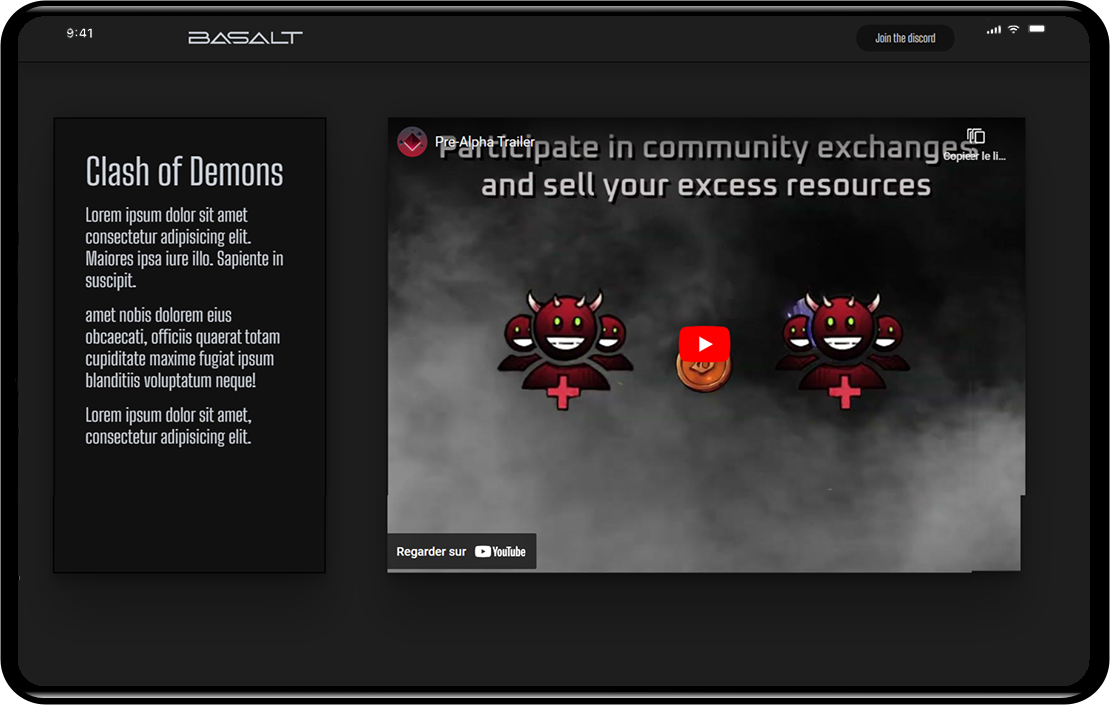 9:41
BASALT
Join the discord
Clash of Demons
Lorem ipsum dolor sit amet
consectetur adipisicing elit.
Maiores ipsa iure illo. Sapiente in
suscipit.
amet nobis dolorem eius
obcaecati, officiis quaerat totam
cupiditate maxime fugiat ipsum
blanditiis voluptatum neque!
Lorem ipsum dolor sit amet,
consectetur adipisicing elit.
Pre-Alpha Trailer
Participate in community exchanges
and sell your excess resources
Copier le li...
Regarder sur YouTube